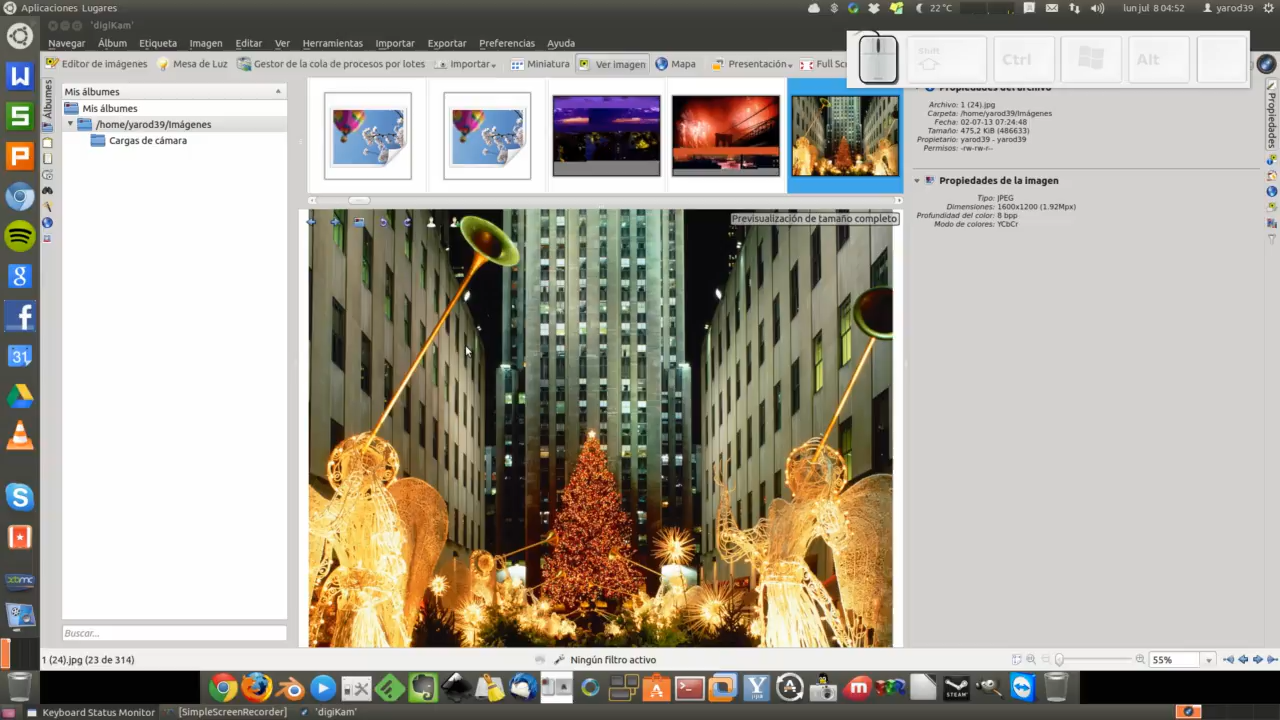 Aplicaciones Lugares
22 °C
lun jul 8 04:52
yarod39
'digiKam'
Navegar Álbum Etiqueta Imagen Editar Ver Herramientas Importar Exportar Preferencias Ayuda
Editor de imágenes Mesa de Luz Gestor de la cola de procesos por lotes Importar Miniatura Ver imagen Mapa Presentación Full Scr
Shift Ctrl Alt
Álbumes
Mis álbumes
Mis álbumes
/home/yarod39/Imágenes
Cargas de cámara
Propiedades del archivo
Archivo: 1 (24).jpg
Carpeta: /home/yarod39/Imágenes
Fecha: 02-07-13 07:24:48
Tamaño: 475,2 KiB (486633)
Propietario: yarod39 - yarod39
Permisos: -rw-rw-r--
Propiedades de la imagen
Tipo: JPEG
Dimensiones: 1600x1200 (1.92Mpx)
Profundidad del color: 8 bpp
Modo de colores: YCbCr
Propiedades
Previsualización de tamaño completo
Buscar...
1 (24).jpg (23 de 314)
Ningún filtro activo
55%
Keyboard Status Monitor
[SimpleScreenRecorder]
'digiKam'